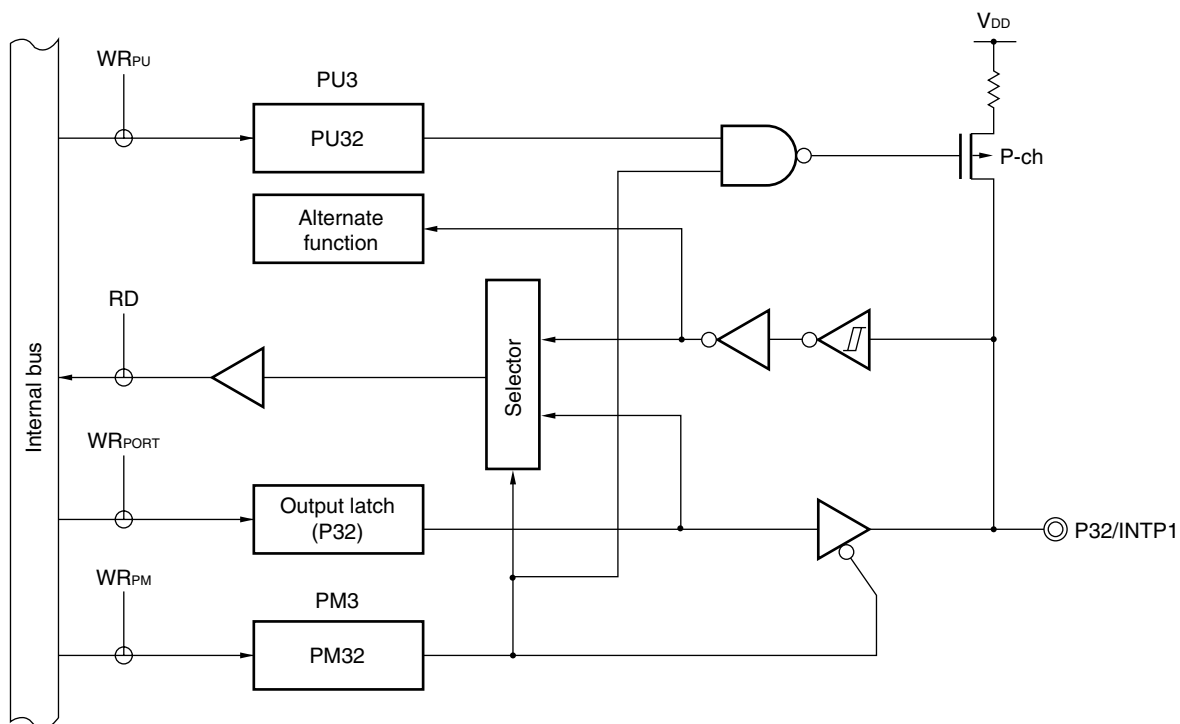 VDD
WRPU
PU3
PU32
P-ch
Alternate
function
RD
Selector
Internal bus
WRPORT
Output latch
(P32)
P32/INTP1
WRPM
PM3
PM32